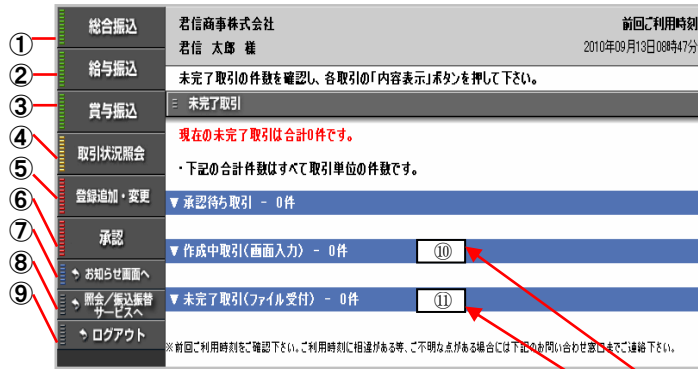 ① 総合振込
② 給与振込
③ 賞与振込
④ 取引状況照会
⑤ 登録追加・変更
⑥ 承認
⑦ お知らせ画面へ
⑧ 照会/振込振替
サービスへ
⑨ ログアウト
君信商事株式会社 前回ご利用時刻
君信 太郎 様 2010年09月13日08時47分
未完了取引の件数を確認し、各取引の「内容表示」ボタンを押して下さい。
未完了取引
現在の未完了取引は合計0件です。
・下記の合計件数はすべて取引単位の件数です。
▼ 承認待ち取引 - 0件
▼ 作成中取引(画面入力) - 0件 ⑩
▼ 未完了取引(ファイル受付) - 0件 ⑪
※前回ご利用時刻をご確認下さい。ご利用時刻に相違がある等、ご不明な点がある場合には下記のお問い合わせ窓口までご連絡下さい。